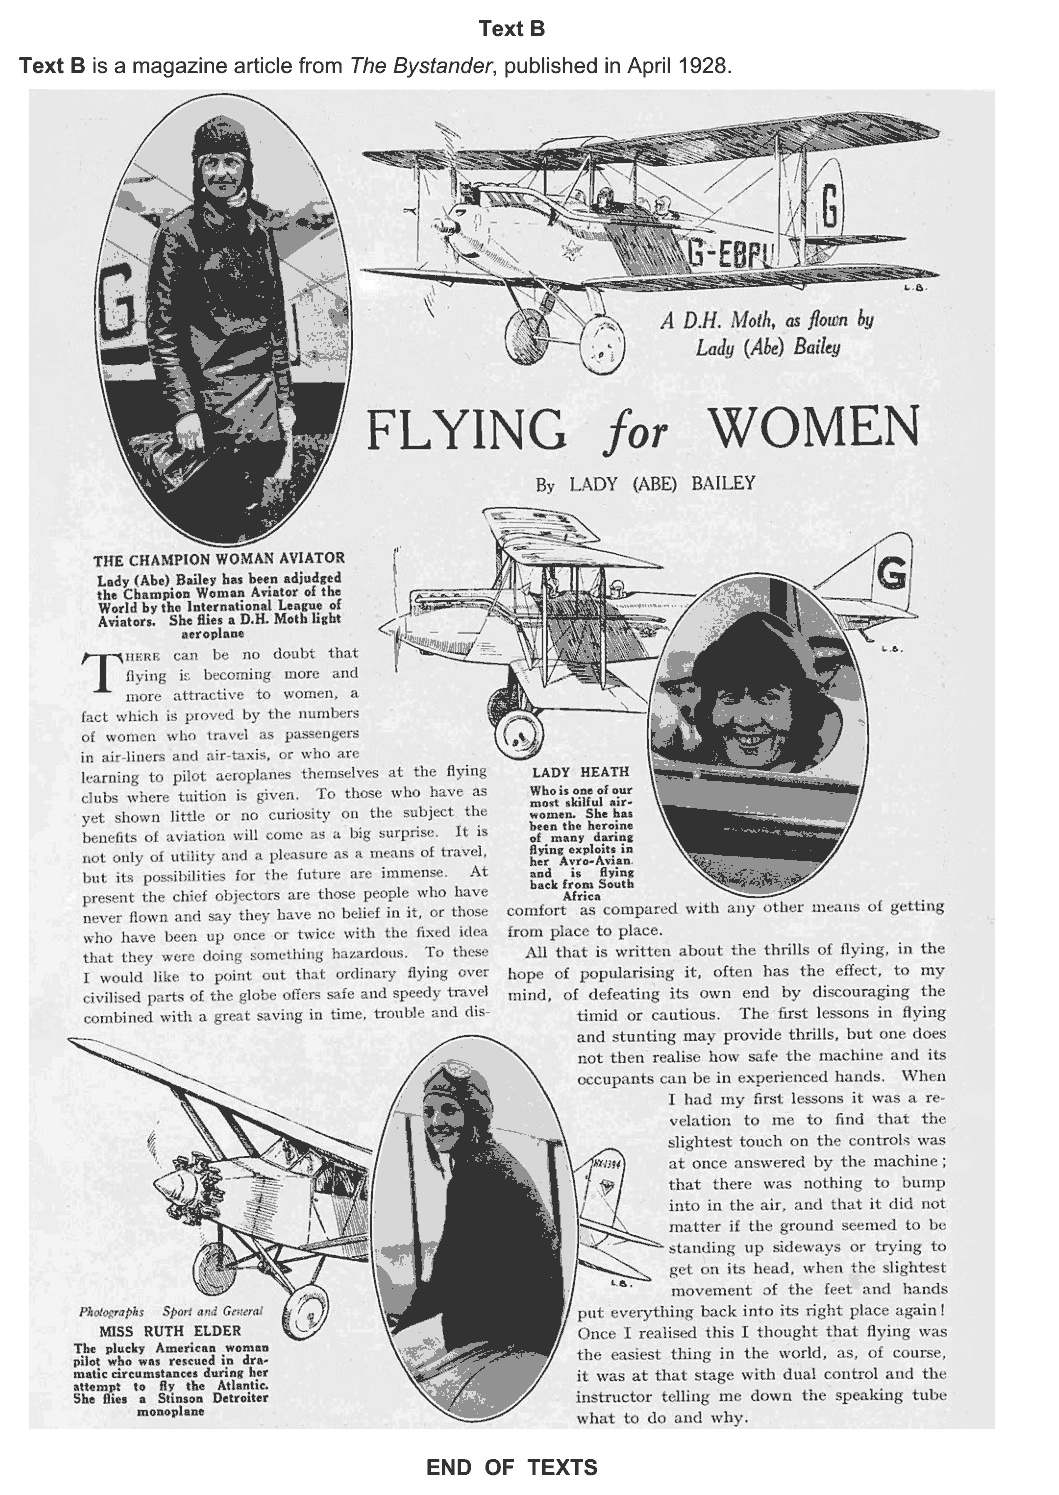 Text B
Text B is a magazine article from The Bystander, published in April 1928.
G
G
G-EBPU
L.B.
A D.H. Moth, as flown by
Lady (Abe) Bailey
FLYING for WOMEN
By LADY (ABE) BAILEY
THE CHAMPION WOMAN AVIATOR
Lady (Abe) Bailey has been adjudged
the Champion Woman Aviator of the
World by the International League of
Aviators. She flies a D.H. Moth light
aeroplane
G
L.B.
THERE can be no doubt that
flying is becoming more and
more attractive to women, a
fact which is proved by the numbers
of women who travel as passengers
in air-liners and air-taxis, or who are
learning to pilot aeroplanes themselves at the flying
clubs where tuition is given. To those who have as
yet shown little or no curiosity on the subject the
benefits of aviation will come as a big surprise. It is
not only of utility and a pleasure as a means of travel,
but its possibilities for the future are immense. At
present the chief objectors are those people who have
never flown and say they have no belief in it, or those
who have been up once or twice with the fixed idea
that they were doing something hazardous. To these
I would like to point out that ordinary flying over
civilised parts of the globe offers safe and speedy travel
combined with a great saving in time, trouble and dis-
LADY HEATH
Who is one of our
most skilful air-
women. She has
been the heroine
of many daring
flying exploits in
her Avro-Avian
and is flying
back from South
Africa
comfort as compared with any other means of getting
from place to place.
All that is written about the thrills of flying, in the
hope of popularising it, often has the effect, to my
mind, of defeating its own end by discouraging the
timid or cautious. The first lessons in flying
and stunting may provide thrills, but one does
not then realise how safe the machine and its
occupants can be in experienced hands. When
I had my first lessons it was a re-
velation to me to find that the
slightest touch on the controls was
at once answered by the machine;
that there was nothing to bump
into in the air, and that it did not
matter if the ground seemed to be
standing up sideways or trying to
get on its head, when the slightest
movement of the feet and hands
put everything back into its right place again!
Once I realised this I thought that flying was
the easiest thing in the world, as, of course,
it was at that stage with dual control and the
instructor telling me down the speaking tube
what to do and why.
L.B.
Photographs Sport and General
MISS RUTH ELDER
The plucky American woman
pilot who was rescued in dra-
matic circumstances during her
attempt to fly the Atlantic.
She flies a Stinson Detroiter
monoplane
END OF TEXTS